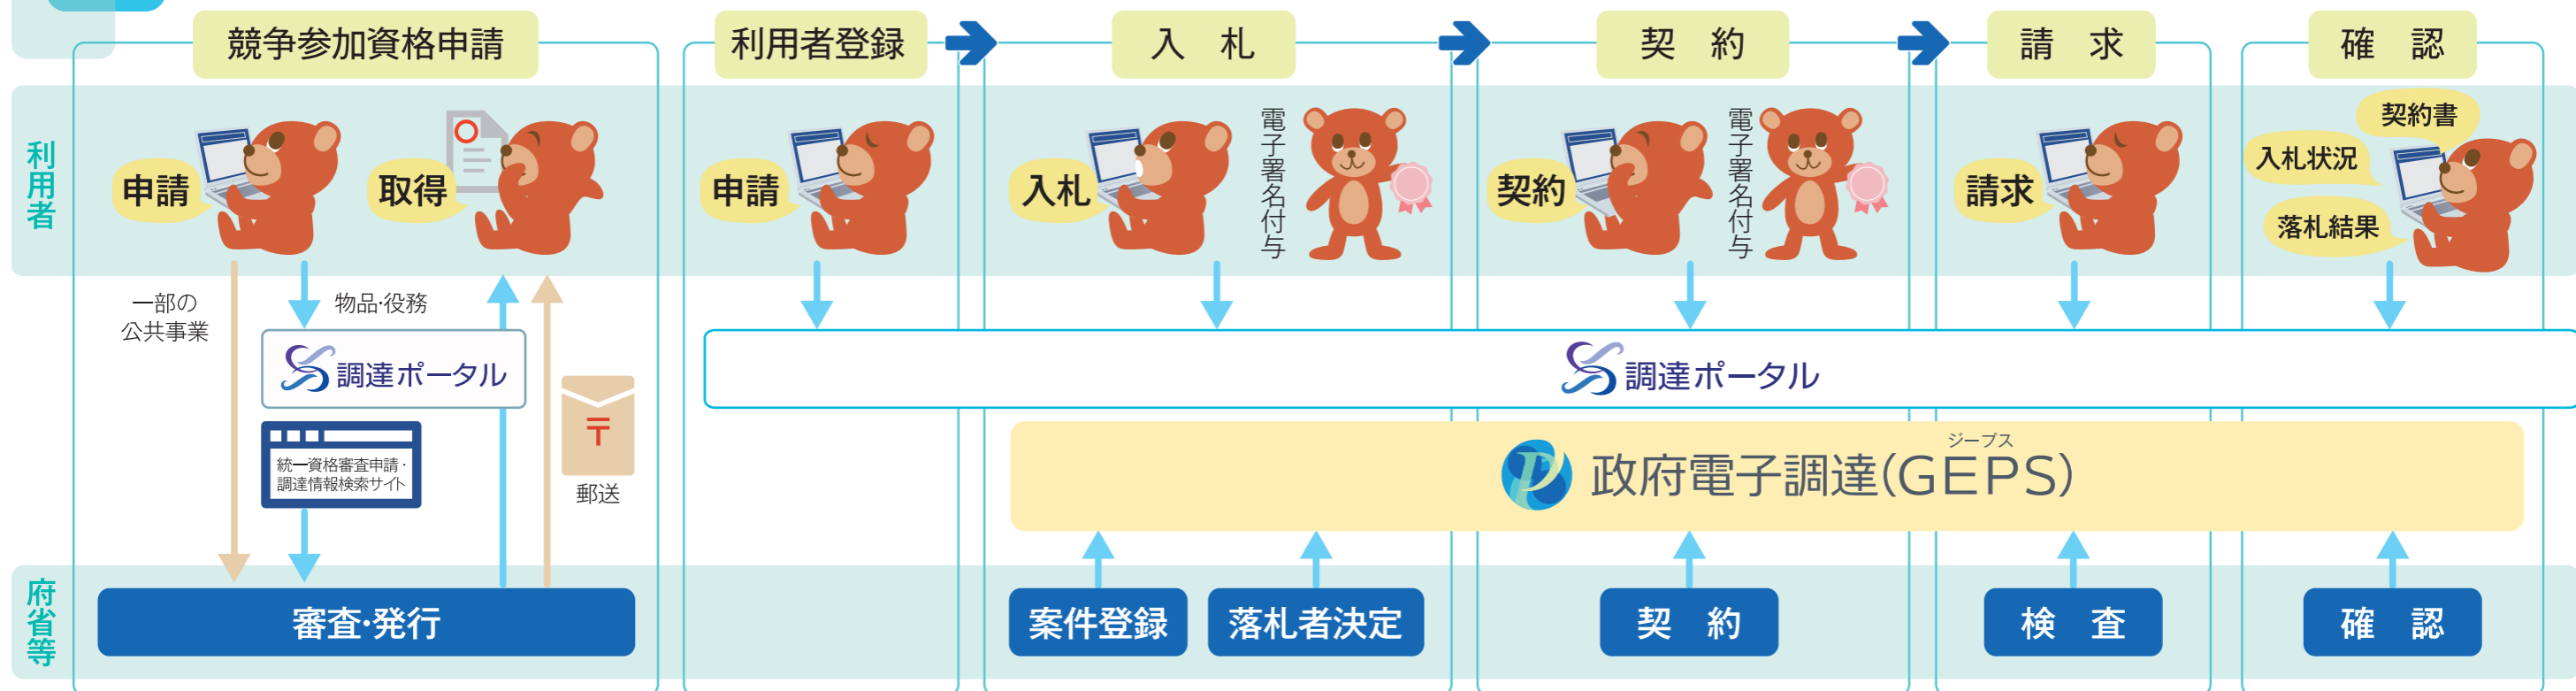 競争参加資格申請
利用者登録
入 札
契 約
請 求
確 認
利用者
申請
取得
申請
入札
電子署名付与
契約
電子署名付与
請求
契約書
入札状況
落札結果
一部の
公共事業
物品・役務
調達ポータル
調達ポータル
統一資格審査申請・
調達情報検索サイト
〒
郵送
ジープス
政府電子調達(GEPS)
府省等
審査・発行
案件登録
落札者決定
契 約
検 査
確 認